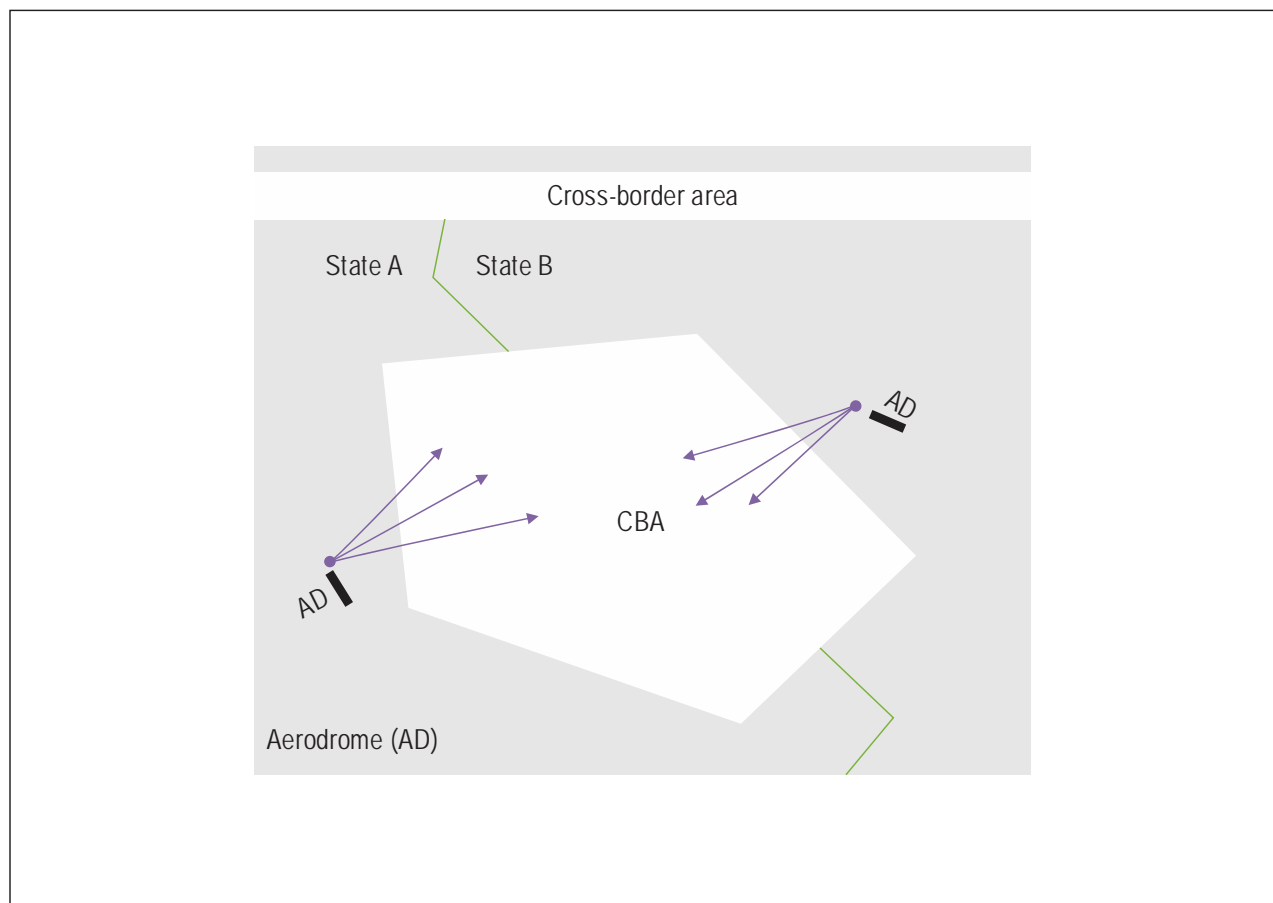 Cross-border area
State A
State B
AD
CBA
AD
Aerodrome (AD)